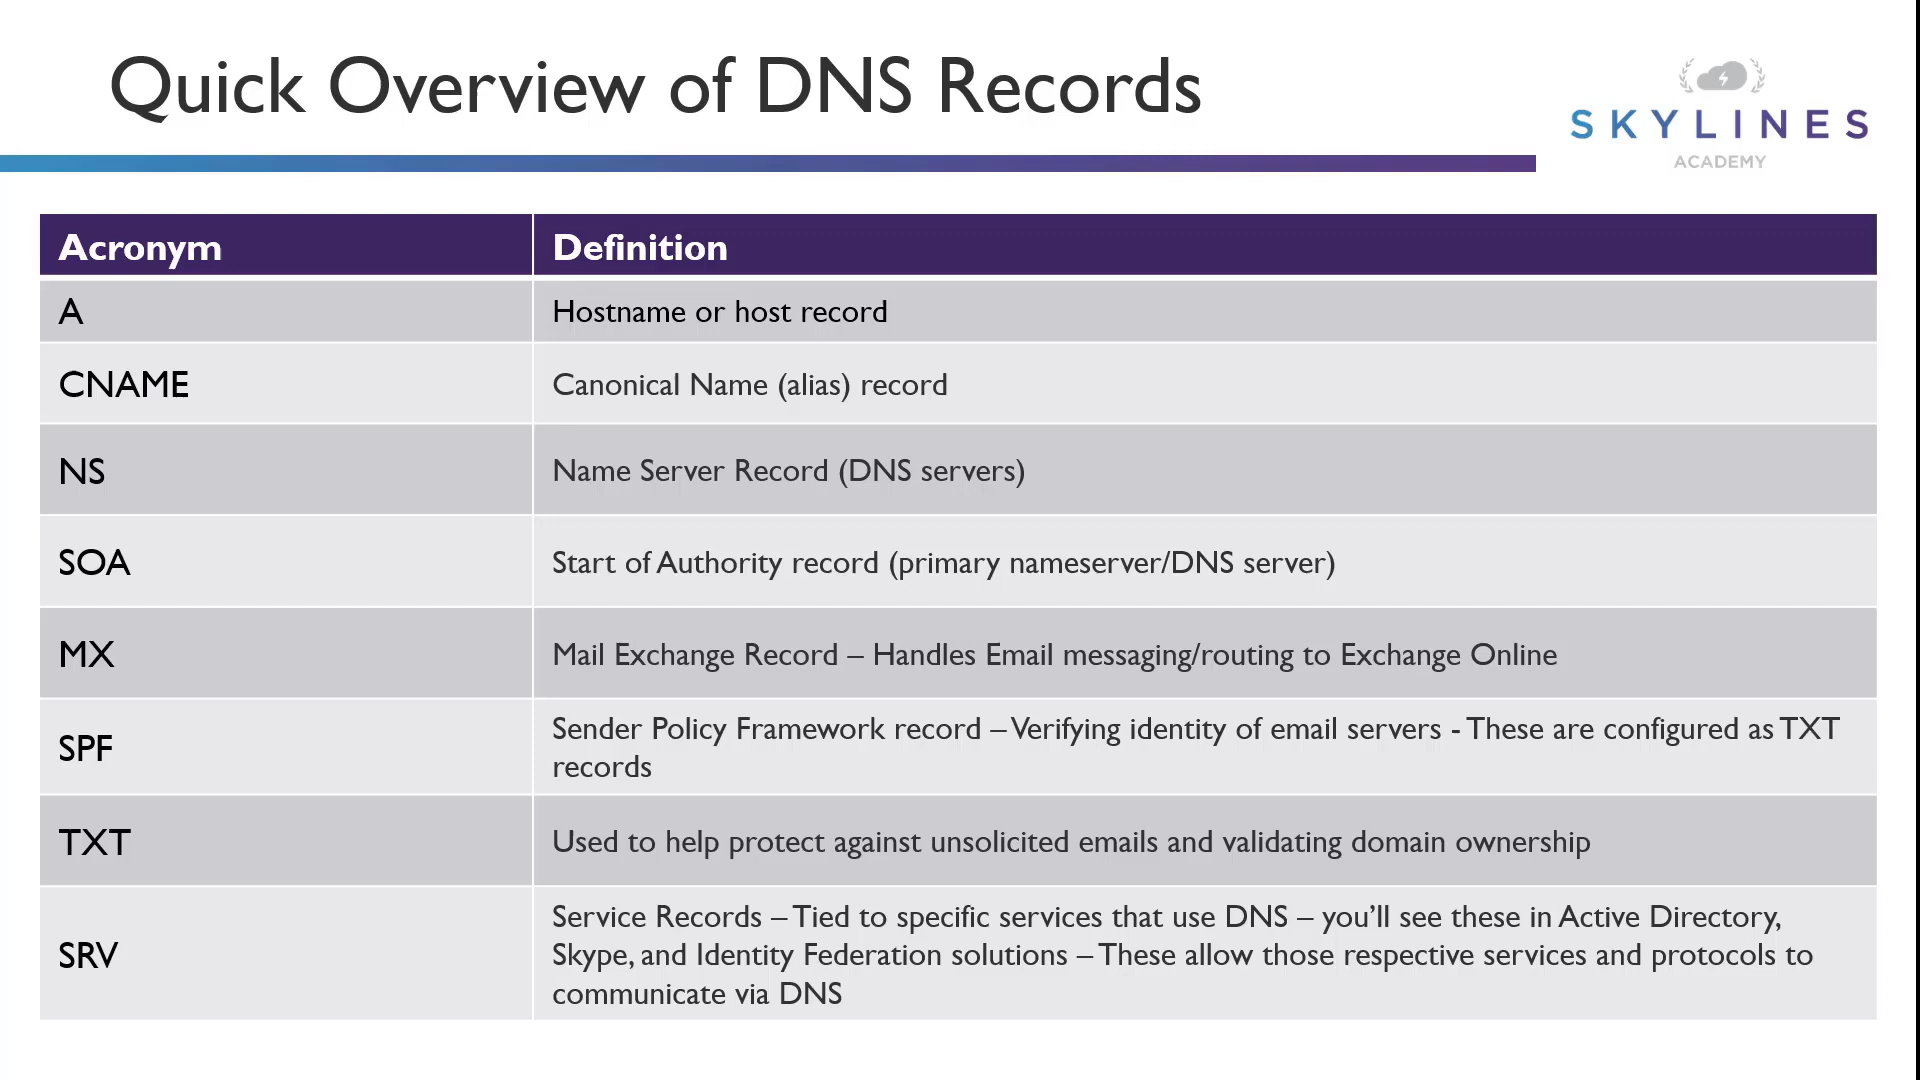 Quick Overview of DNS Records
SKYLINES
ACADEMY
Acronym Definition
A Hostname or host record
CNAME Canonical Name (alias) record
NS Name Server Record (DNS servers)
SOA Start of Authority record (primary nameserver/DNS server)
MX Mail Exchange Record – Handles Email messaging/routing to Exchange Online
SPF Sender Policy Framework record – Verifying identity of email servers - These are configured as TXT
records
TXT Used to help protect against unsolicited emails and validating domain ownership
SRV Service Records – Tied to specific services that use DNS – you’ll see these in Active Directory,
Skype, and Identity Federation solutions – These allow those respective services and protocols to
communicate via DNS